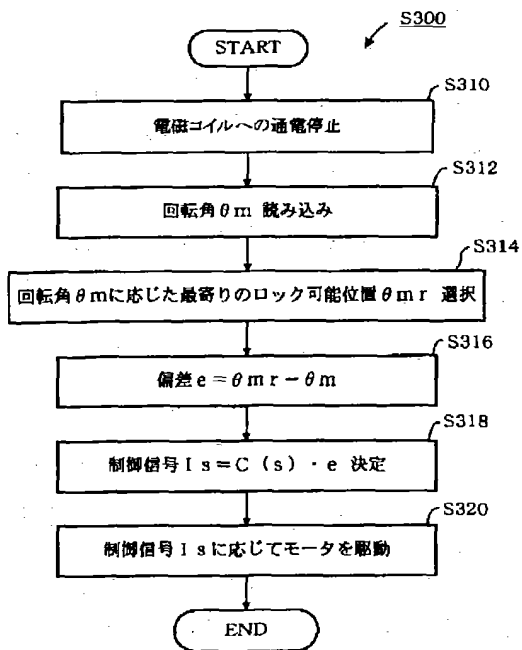 S300
START
S310
電磁コイルへの通電停止
S312
回転角θm 読み込み
S314
回転角θmに応じた最寄りのロック可能位置θmr 選択
S316
偏差e=θmr-θm
S318
制御信号Is=C(s)・e 決定
S320
制御信号Isに応じてモータを駆動
END